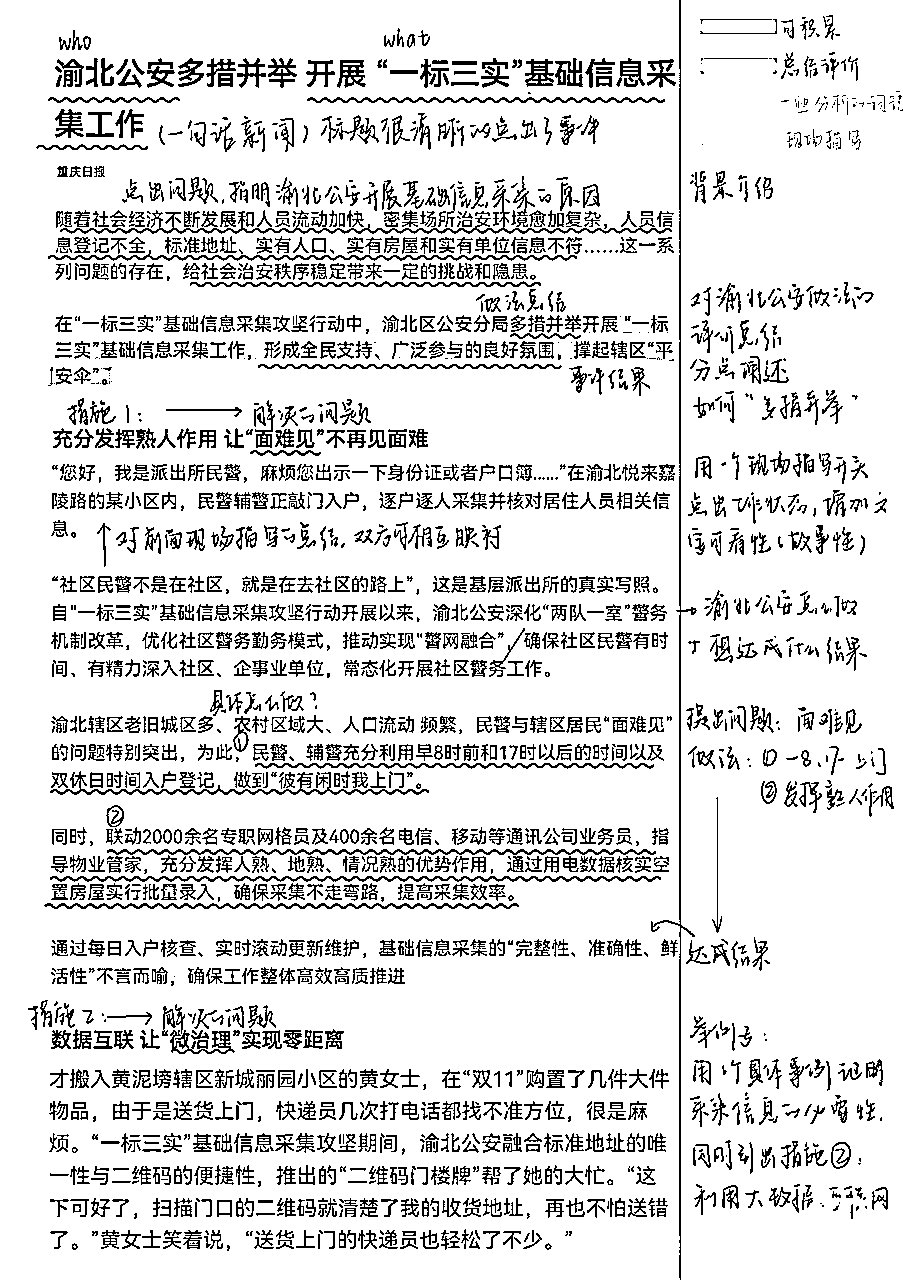 who what
渝北公安多措并举 开展 “一标三实”基础信息采
集工作 (一句话新闻) 标题很清晰的点出了事件
重庆日报
点出问题，指明渝北公安开展基础信息采集的原因
随着社会经济不断发展和人员流动加快，密集场所治安环境愈加复杂，人员信
息登记不全，标准地址、实有人口、实有房屋和实有单位信息不符……这一系
列问题的存在，给社会治安秩序稳定带来一定的挑战和隐患。
做法总结
在“一标三实”基础信息采集攻坚行动中，渝北区公安分局多措并举开展“一标
三实”基础信息采集工作，形成全民支持、广泛参与的良好氛围，撑起辖区“平
安伞”。
事件结果
措施1： 解决的问题
充分发挥熟人作用 让“面难见”不再见面难
“您好，我是派出所民警，麻烦您出示一下身份证或者户口簿……”在渝北悦来嘉
陵路的某小区内，民警辅警正敲门入户，逐户逐人采集并核对居住人员相关信
息。
对前面现场描写的总结，双方可相互映衬
“社区民警不是在社区，就是在去社区的路上”，这是基层派出所的真实写照。
自“一标三实”基础信息采集攻坚行动开展以来，渝北公安深化“两队一室”警务
机制改革，优化社区警务勤务模式，推动实现“警网融合”，确保社区民警有时
间、有精力深入社区、企事业单位，常态化开展社区警务工作。
具体怎么做？
渝北辖区老旧城区多、农村区域大、人口流动 频繁，民警与辖区居民“面难见”
的问题特别突出，为此，①民警、辅警充分利用早8时前和17时以后的时间以及
双休日时间入户登记，做到“彼有闲时我上门”。
②
同时，联动2000余名专职网格员及400余名电信、移动等通讯公司业务员，指
导物业管家，充分发挥人熟、地熟、情况熟的优势作用，通过用电数据核实空
置房屋实行批量录入，确保采集不走弯路，提高采集效率。
通过每日入户核查、实时滚动更新维护，基础信息采集的“完整性、准确性、鲜
活性”不言而喻，确保工作整体高效高质推进
措施2： 解决的问题
数据互联 让“微治理”实现零距离
才搬入黄泥塝辖区新城丽园小区的黄女士，在“双11”购置了几件大件
物品，由于是送货上门，快递员几次打电话都找不准方位，很是麻
烦。“一标三实”基础信息采集攻坚期间，渝北公安融合标准地址的唯
一性与二维码的便捷性，推出的“二维码门楼牌”帮了她的大忙。“这
下可好了，扫描门口的二维码就清楚了我的收货地址，再也不怕送错
了。”黄女士笑着说，“送货上门的快递员也轻松了不少。”
可积累
总结评价
一些分析的词语
现场描写
背景介绍
对渝北公安做法的
评价总结
分点阐述
如何“多措并举”
用一个现场描写开头
点出工作状态，增加文
章可看性(故事性)
渝北公安怎么做
+想达成什么结果
提出问题：面难见
做法：①-8、17-上门
②发挥熟人作用
达成结果
举例子：
用1个具体事例证明
采集信息的必要性，
同时引出措施②：
利用大数据、互联网